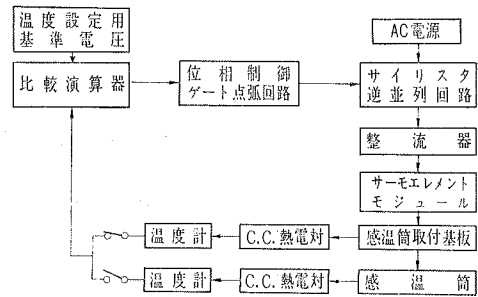 温度設定用
基準電圧
AC電源
比較演算器
位相制御
ゲート点弧回路
サイリスタ
逆並列回路
整流器
サーモエレメント
モジュール
温度計
C.C.熱電対
感温筒取付基板
温度計
C.C.熱電対
感温筒